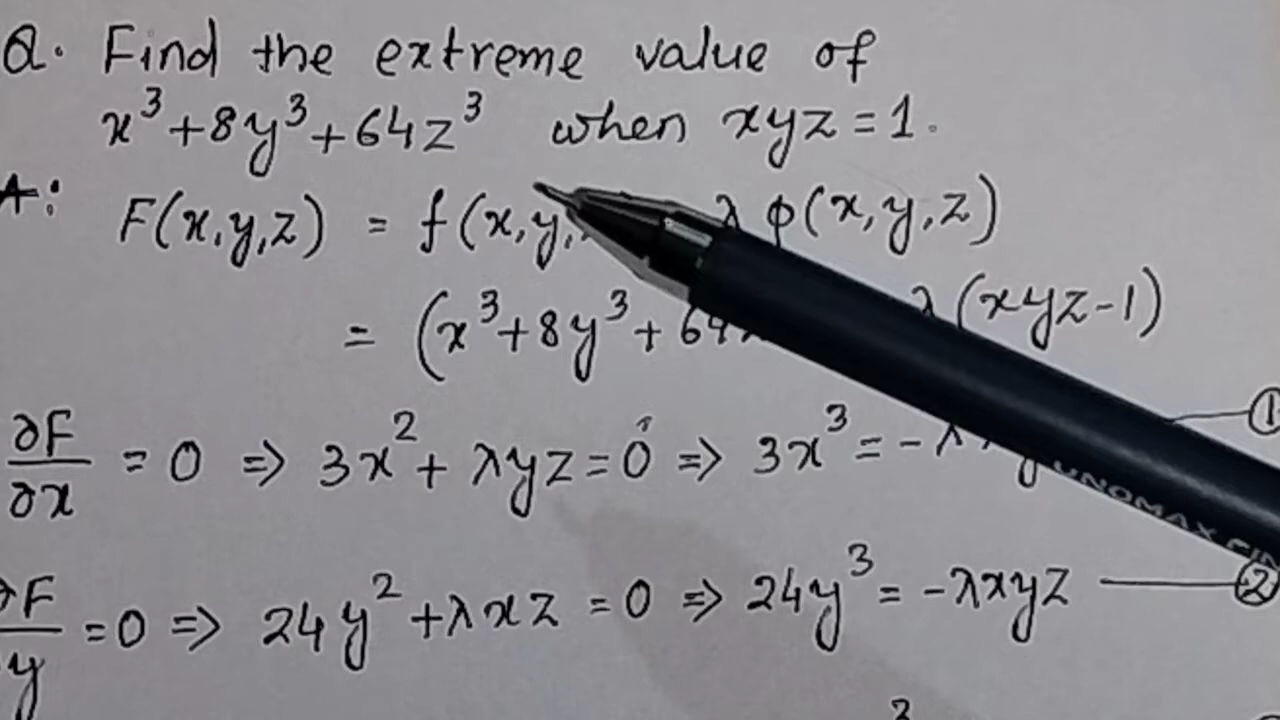 Q. Find the extreme value of
x³+8y³+64z³ when xyz=1.
A: F(x,y,z) = f(x,y, λ φ(x,y,z)
= (x³+8y³+64 λ(xyz-1)
∂F/∂x = 0 ⇒ 3x²+ λyz=0 ⇒ 3x³ = -λ ①
∂F/∂y =0 ⇒ 24y²+λxz =0 ⇒ 24y³ = -λxyz ②
UNOMAX